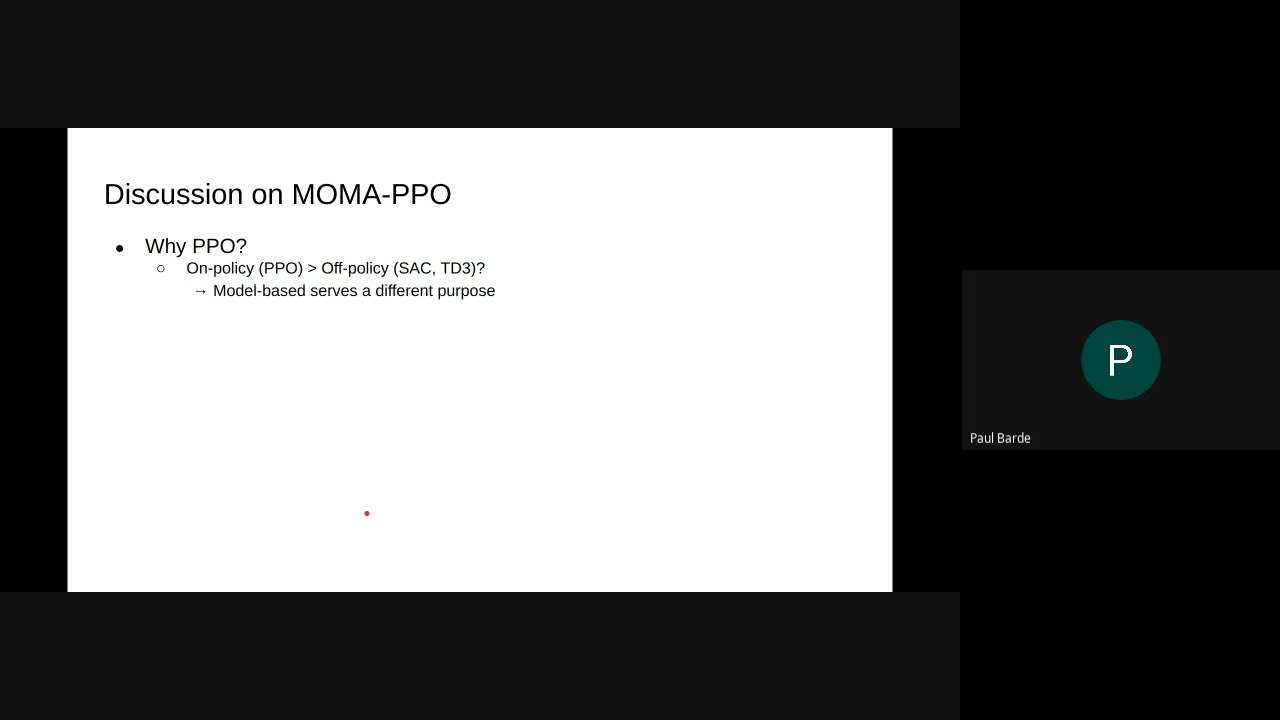 Discussion on MOMA-PPO
● Why PPO?
○ On-policy (PPO) > Off-policy (SAC, TD3)?
→ Model-based serves a different purpose
P
Paul Barde